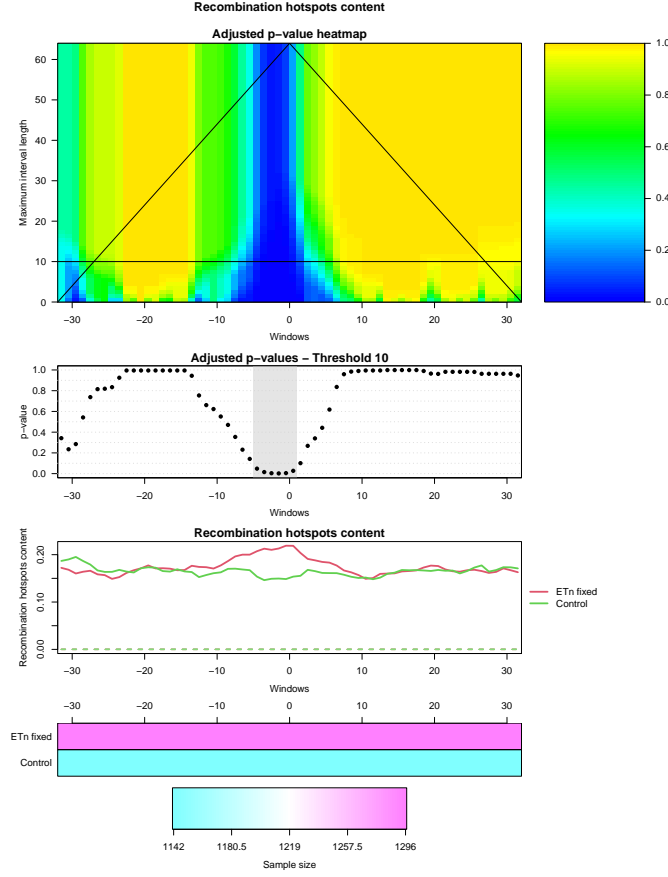 Recombination hotspots content
Adjusted p−value heatmap
Maximum interval length
60
50
40
30
20
10
0
−30 −20 −10 0 10 20 30
Windows
1.0
0.8
0.6
0.4
0.2
0.0
Adjusted p−values − Threshold 10
p−value
1.0
0.8
0.6
0.4
0.2
0.0
−30 −20 −10 0 10 20 30
Windows
Recombination hotspots content
Recombination hotspots content
0.20
0.10
0.00
−30 −20 −10 0 10 20 30
Windows
ETn fixed
Control
−30 −20 −10 0 10 20 30
ETn fixed
Control
1142 1180.5 1219 1257.5 1296
Sample size